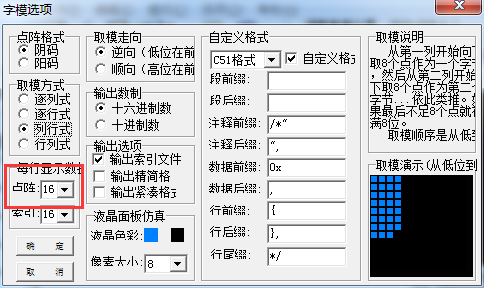 字模选项
点阵格式
阴码
阳码
取模方式
逐列式
逐行式
列行式
行列式
每行显示数据
点阵: 16
索引: 16
确 定
取 消
取模走向
逆向（低位在前
顺向（高位在前
输出数制
十六进制数
十进制数
输出选项
输出索引文件
输出精简格
输出紧凑格式
液晶面板仿真
液晶色彩:
像素大小: 8
自定义格式
C51格式
自定义格式
段前缀:
段后缀:
注释前缀: /*"
注释后缀: ",
数据前缀: 0x
数据后缀: ,
行前缀: {
行后缀: },
行尾缀: */
取模说明
从第一列开始向下
取8个点作为一个字节
，然后从第二列开始向
下取8个点作为第二个
字节...依此类推。如
果最后不足8个点就补
满8位。
取模顺序是从低到
取模演示（从低位到